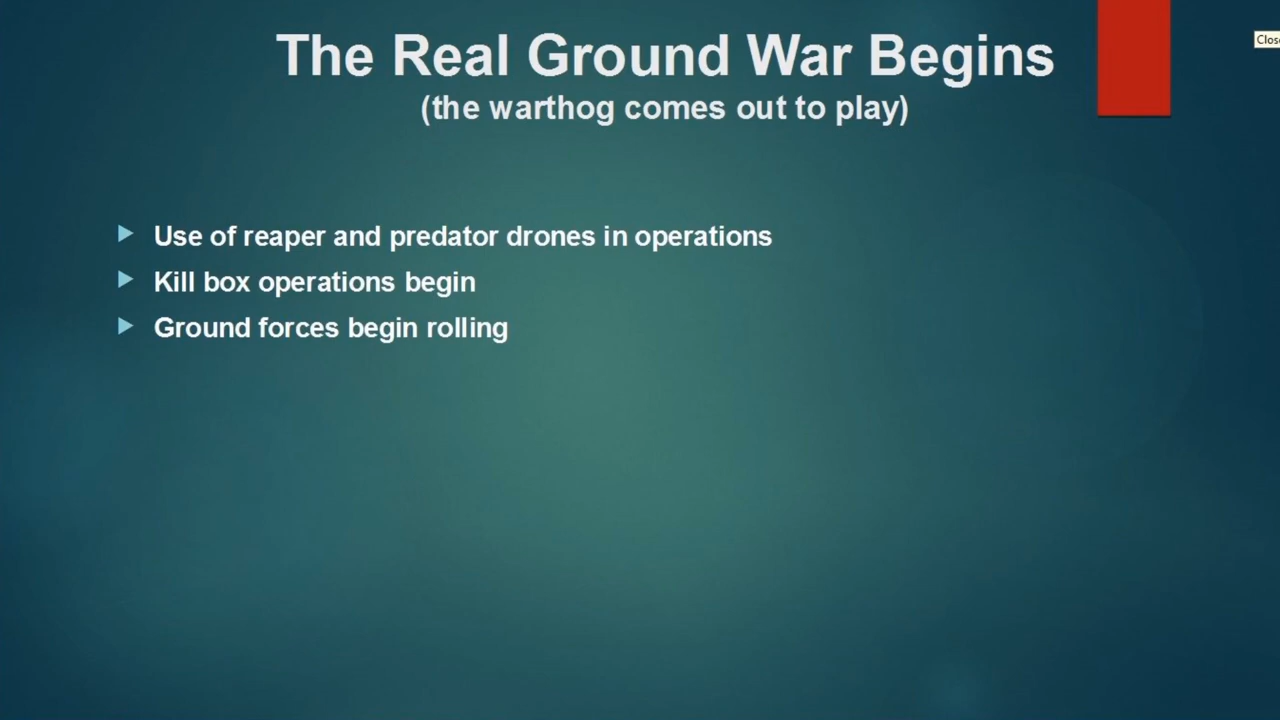 The Real Ground War Begins
(the warthog comes out to play)
Use of reaper and predator drones in operations
Kill box operations begin
Ground forces begin rolling